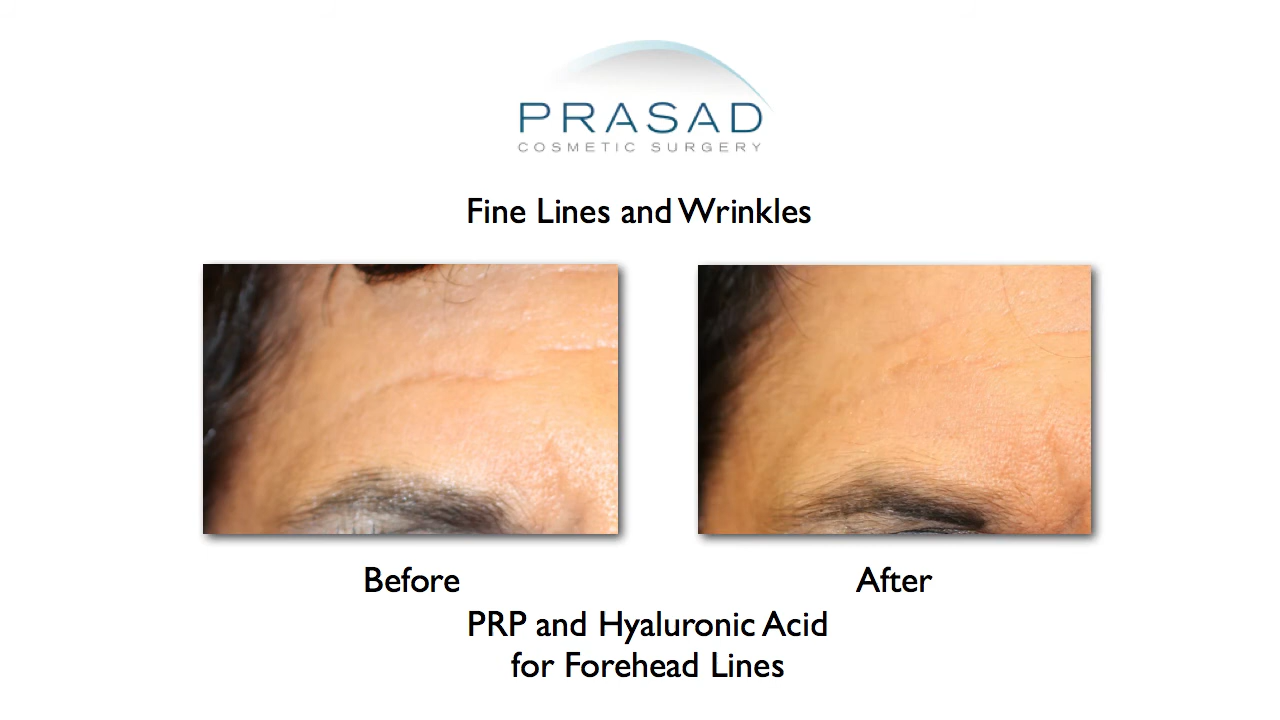 PRASAD
COSMETIC SURGERY
Fine Lines and Wrinkles
Before
After
PRP and Hyaluronic Acid
for Forehead Lines